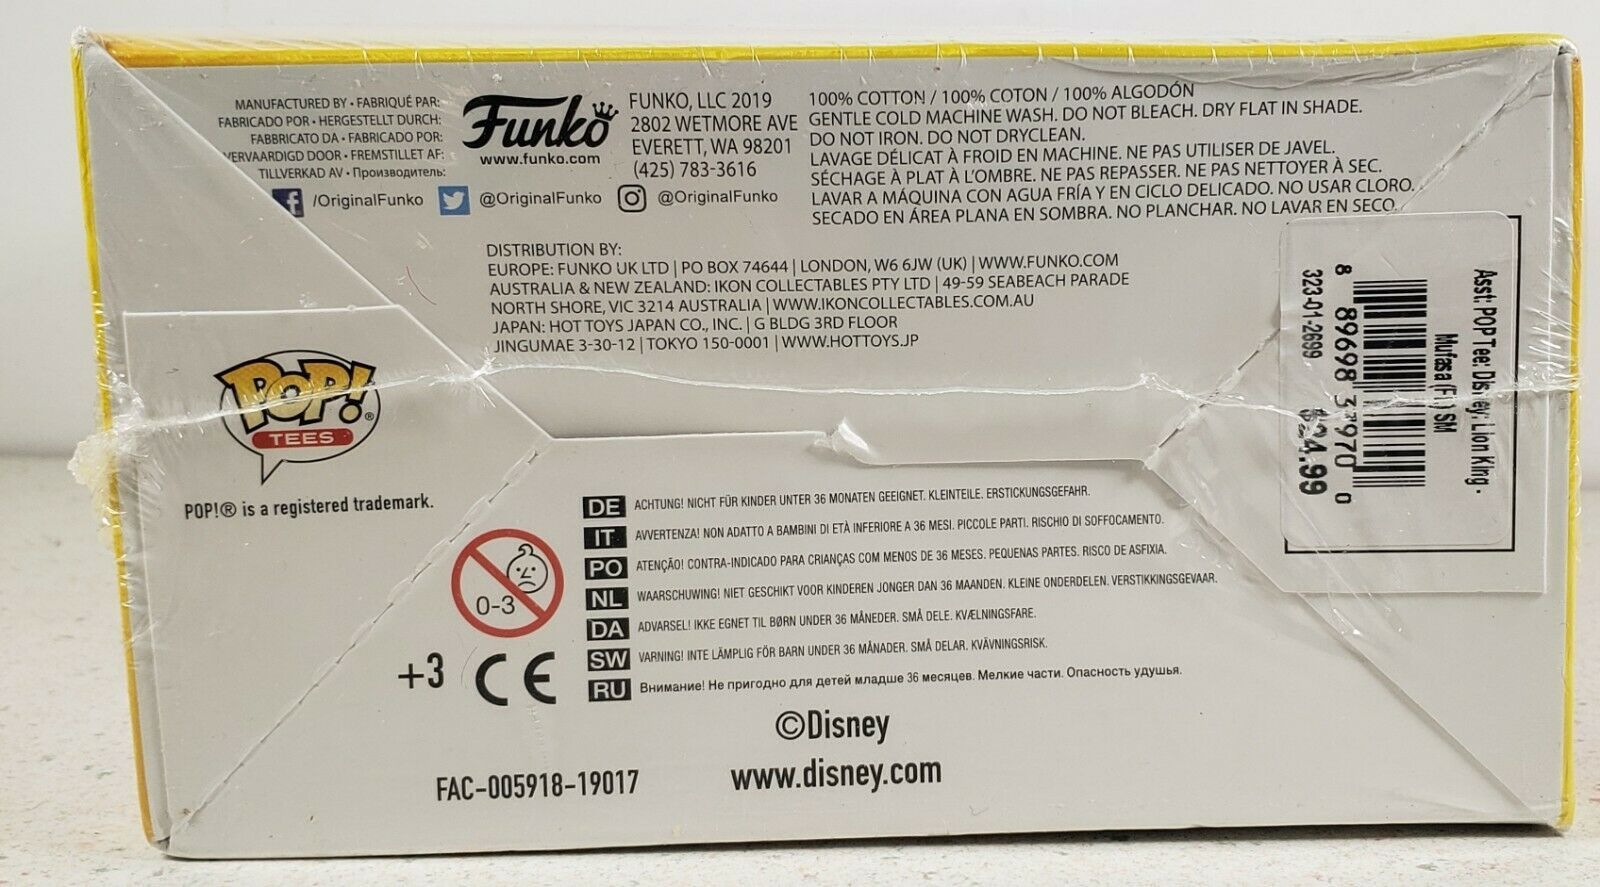 MANUFACTURED BY • FABRIQUÉ PAR:
FABRICADO POR • HERGESTELLT DURCH:
FABBRICATO DA • FABRICADO POR:
VERVAARDIGD DOOR • FREMSTILLET AF:
TILLVERKAD AV • Производитель:
Funko
www.funko.com
FUNKO, LLC 2019
2802 WETMORE AVE
EVERETT, WA 98201
(425) 783-3616
/OriginalFunko @OriginalFunko @OriginalFunko
100% COTTON / 100% COTON / 100% ALGODÓN
GENTLE COLD MACHINE WASH. DO NOT BLEACH. DRY FLAT IN SHADE.
DO NOT IRON. DO NOT DRYCLEAN.
LAVAGE DÉLICAT À FROID EN MACHINE. NE PAS UTILISER DE JAVEL.
SÉCHAGE À PLAT À L'OMBRE. NE PAS REPASSER. NE PAS NETTOYER À SEC.
LAVAR A MÁQUINA CON AGUA FRÍA Y EN CICLO DELICADO. NO USAR CLORO.
SECADO EN ÁREA PLANA EN SOMBRA. NO PLANCHAR. NO LAVAR EN SECO.
DISTRIBUTION BY:
EUROPE: FUNKO UK LTD | PO BOX 74644 | LONDON, W6 6JW (UK) | WWW.FUNKO.COM
AUSTRALIA & NEW ZEALAND: IKON COLLECTABLES PTY LTD | 49-59 SEABEACH PARADE
NORTH SHORE, VIC 3214 AUSTRALIA | WWW.IKONCOLLECTABLES.COM.AU
JAPAN: HOT TOYS JAPAN CO., INC. | G BLDG 3RD FLOOR
JINGUMAE 3-30-12 | TOKYO 150-0001 | WWW.HOTTOYS.JP
Asst: POP Tee: Disney: Lion King -
Mufasa SM
8 89698 33970 0
323-01-2699 $24.99
POP!®
TEES
POP!® is a registered trademark.
0-3
+3 CE
DE ACHTUNG! NICHT FÜR KINDER UNTER 36 MONATEN GEEIGNET. KLEINTEILE. ERSTICKUNGSGEFAHR.
IT AVVERTENZA! NON ADATTO A BAMBINI DI ETÀ INFERIORE A 36 MESI. PICCOLE PARTI. RISCHIO DI SOFFOCAMENTO.
PO ATENÇÃO! CONTRA-INDICADO PARA CRIANÇAS COM MENOS DE 36 MESES. PEQUENAS PARTES. RISCO DE ASFIXIA.
NL WAARSCHUWING! NIET GESCHIKT VOOR KINDEREN JONGER DAN 36 MAANDEN. KLEINE ONDERDELEN. VERSTIKKINGSGEVAAR.
DA ADVARSEL! IKKE EGNET TIL BØRN UNDER 36 MÅNEDER. SMÅ DELE. KVÆLNINGSFARE.
SW VARNING! INTE LÄMPLIG FÖR BARN UNDER 36 MÅNADER. SMÅ DELAR. KVÄVNINGSRISK.
RU Внимание! Не пригодно для детей младше 36 месяцев. Мелкие части. Опасность удушья.
©Disney
www.disney.com
FAC-005918-19017